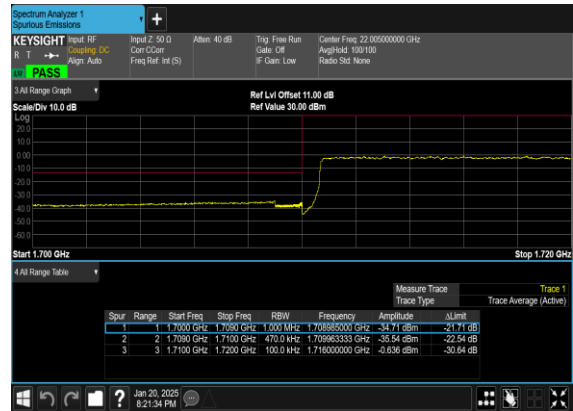 Spectrum Analyzer 1
Spurious Emissions
KEYSIGHT
R T
Input: RF
Coupling: DC
Align: Auto
Input Z: 50 Ω
Corr CCorr
Freq Ref: Int (S)
Atten: 40 dB
Trig: Free Run
Gate: Off
IF Gain: Low
Center Freq: 22.005000000 GHz
Avg|Hold: 100/100
Radio Std: None
PASS
3 All Range Graph
Scale/Div 10.0 dB
Ref Lvl Offset 11.00 dB
Ref Value 30.00 dBm
Log
20.0
10.0
0.00
-10.0
-20.0
-30.0
-40.0
-50.0
-60.0
Start 1.700 GHz
Stop 1.720 GHz
4 All Range Table
Measure Trace Trace 1
Trace Type Trace Average (Active)
Spur Range Start Freq Stop Freq RBW Frequency Amplitude ΔLimit
1 1 1.7000 GHz 1.7090 GHz 1.000 MHz 1.708985000 GHz -34.71 dBm -21.71 dB
2 2 1.7090 GHz 1.7100 GHz 470.0 kHz 1.709963333 GHz -35.54 dBm -22.54 dB
3 3 1.7100 GHz 1.7200 GHz 100.0 kHz 1.716000000 GHz -0.636 dBm -30.64 dB
?
Jan 20, 2025
8:21:34 PM